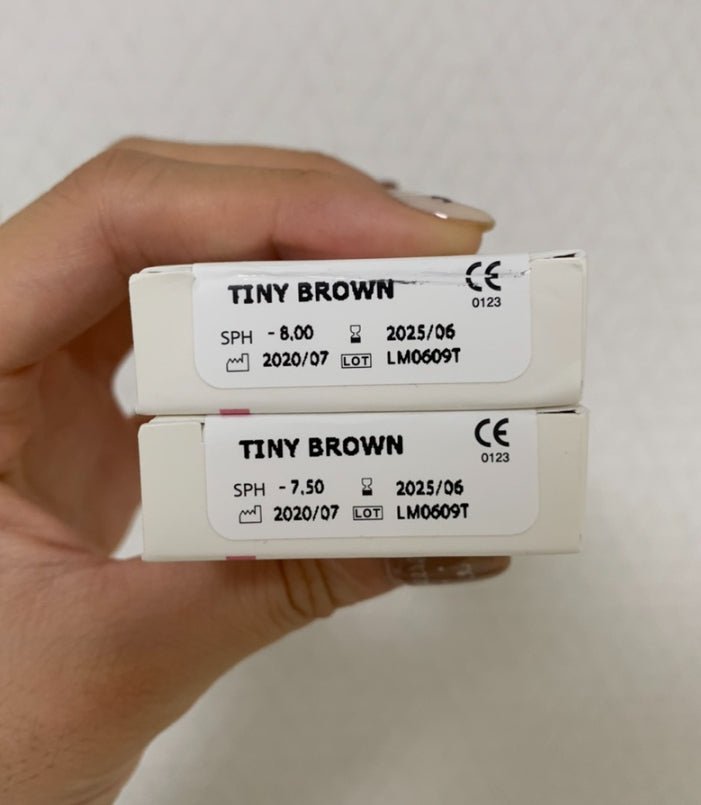 TINY BROWN
CE
0123
SPH -8.00 2025/06
2020/07 LOT LM0609T
TINY BROWN
CE
0123
SPH -7.50 2025/06
2020/07 LOT LM0609T